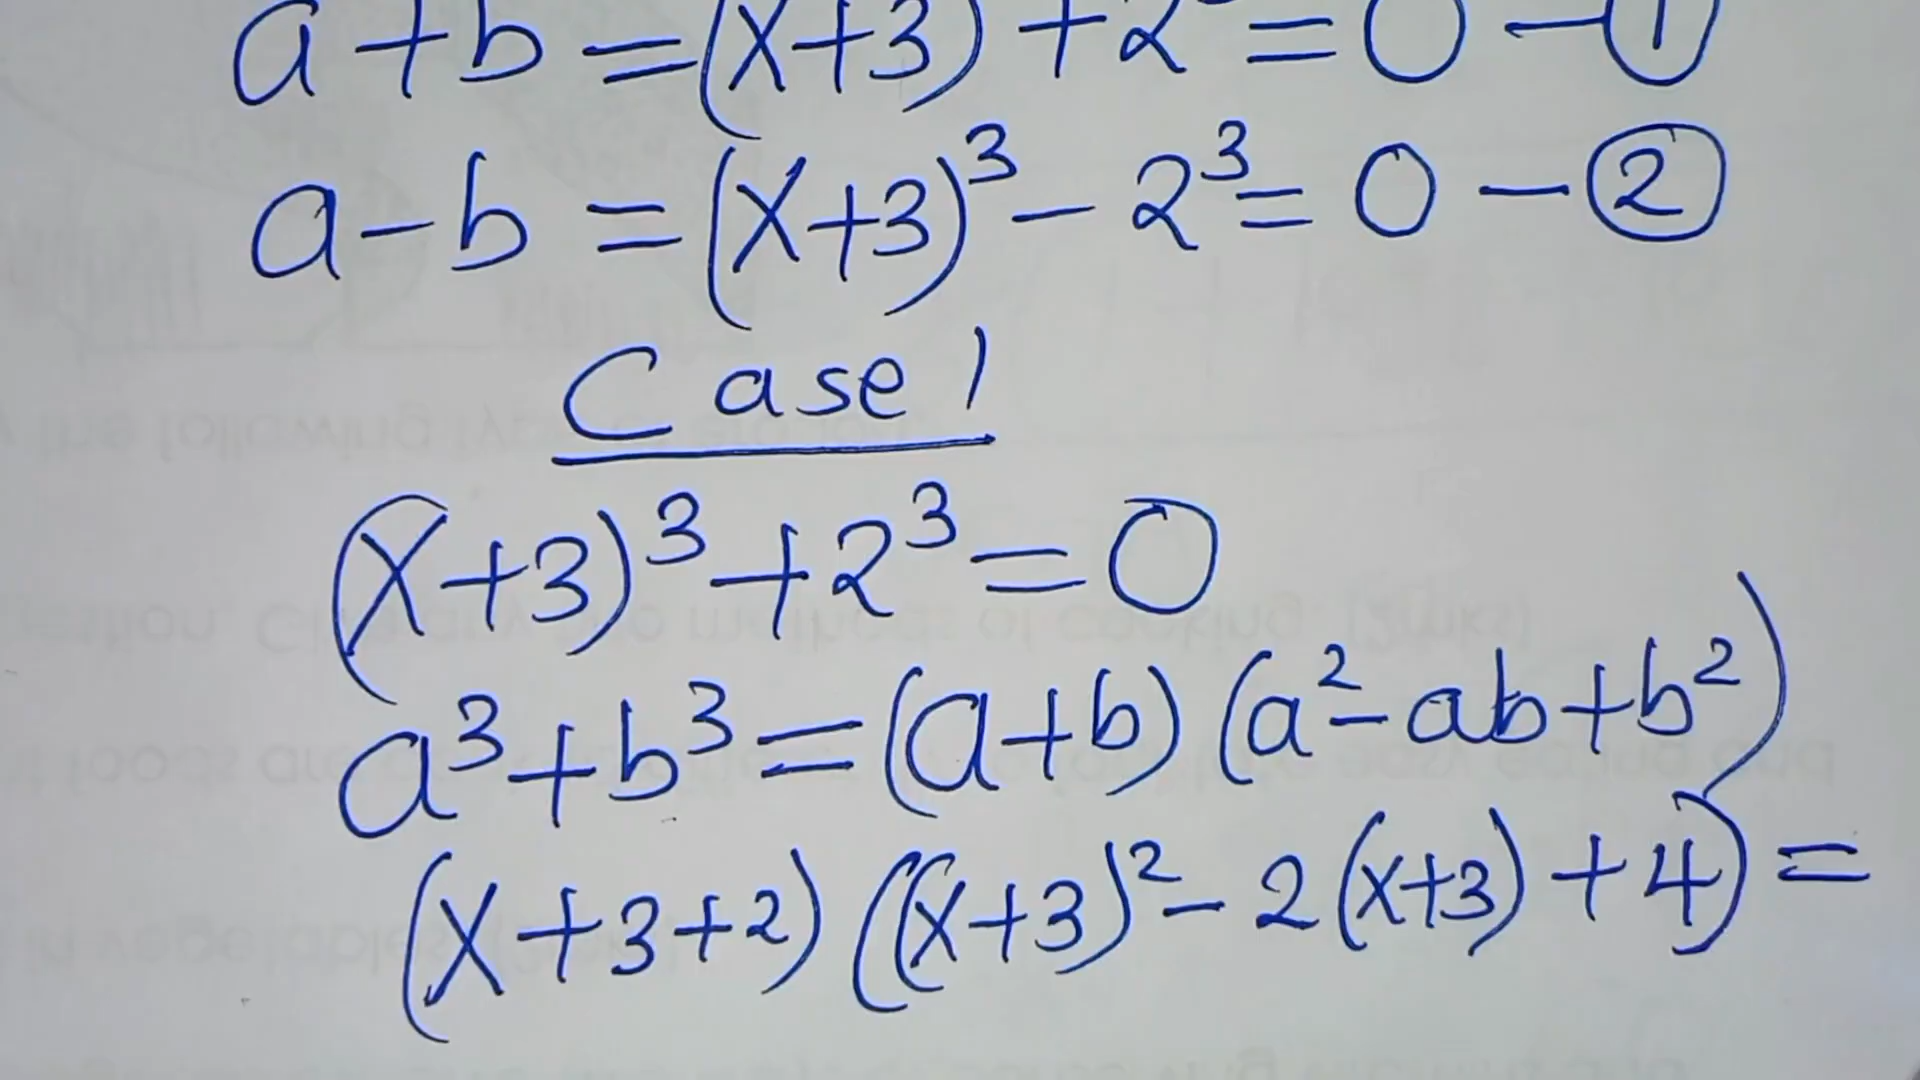 a+b=(x+3) +2 =0 —①
a-b=(x+3)³-2³=0 —②
Case 1
(x+3)³+2³=0
a³+b³=(a+b)(a²-ab+b²)
(x+3+2)((x+3)²-2(x+3)+4)=